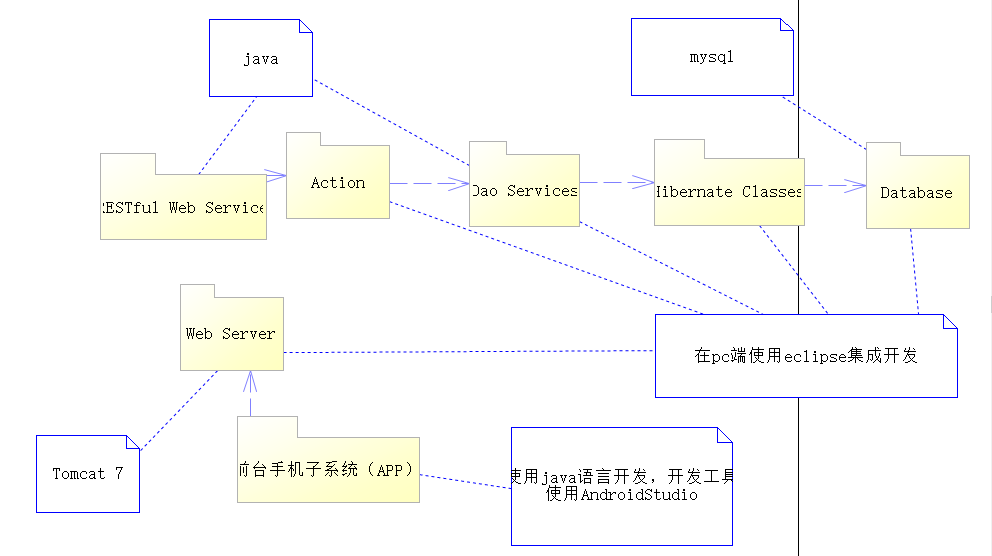 java
mysql
RESTful Web Service
Action
Dao Services
Hibernate Classes
Database
Web Server
在pc端使用eclipse集成开发
Tomcat 7
前台手机子系统（APP）
使用java语言开发，开发工具
使用AndroidStudio